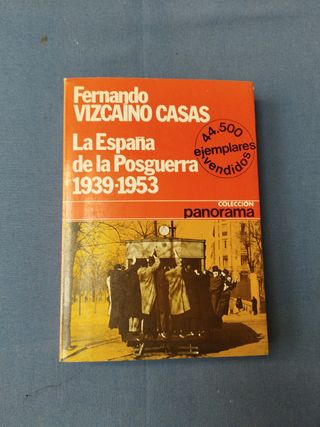 Fernando
VIZCAINO CASAS
La España
de la Posguerra
1939-1953
44.500
ejemplares
vendidos
COLECCIÓN
panorama